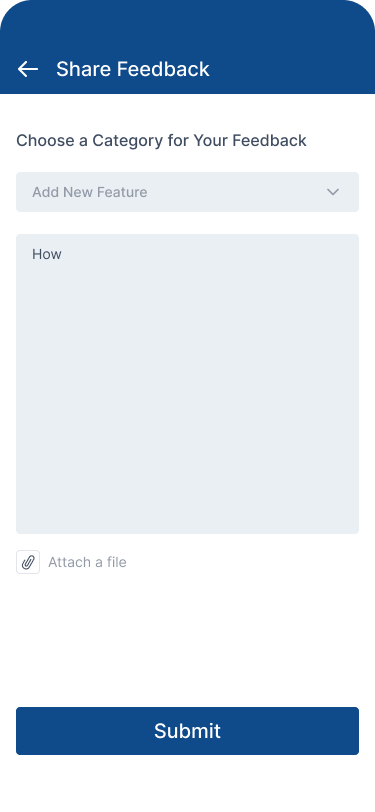 Share Feedback
Choose a Category for Your Feedback
Add New Feature
How
Attach a file
Submit